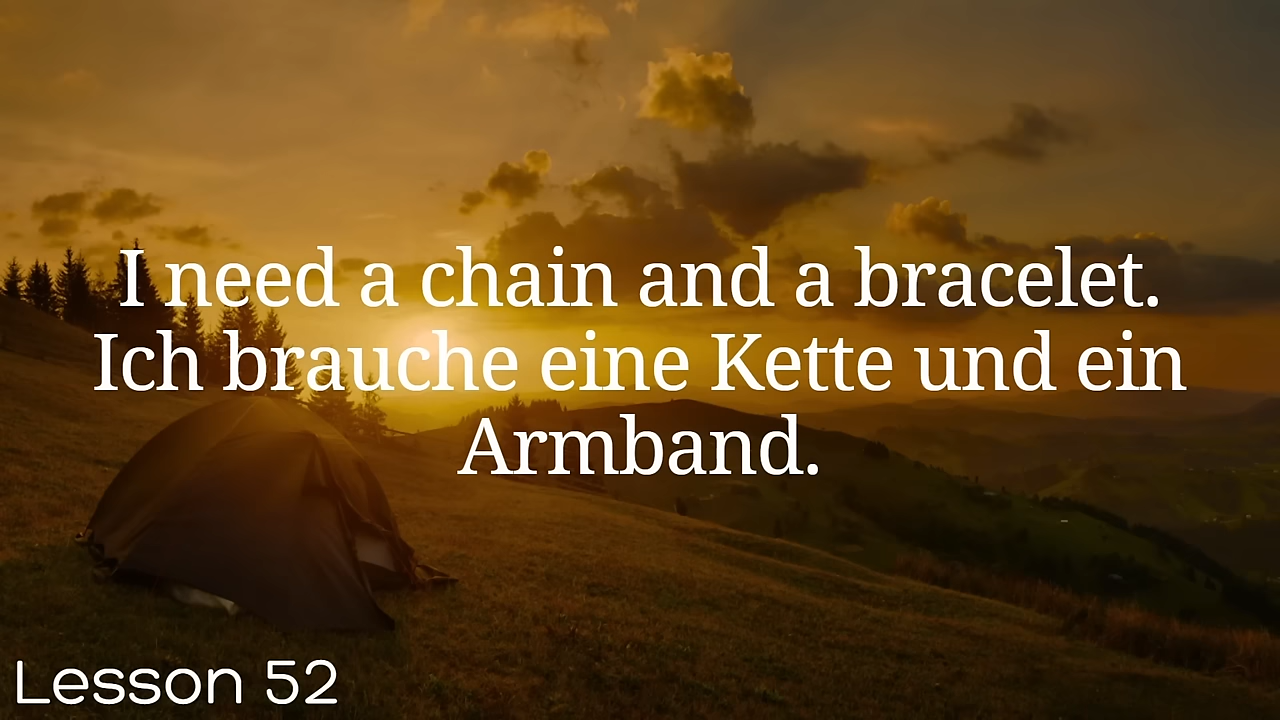 I need a chain and a bracelet.
Ich brauche eine Kette und ein
Armband.
Lesson 52